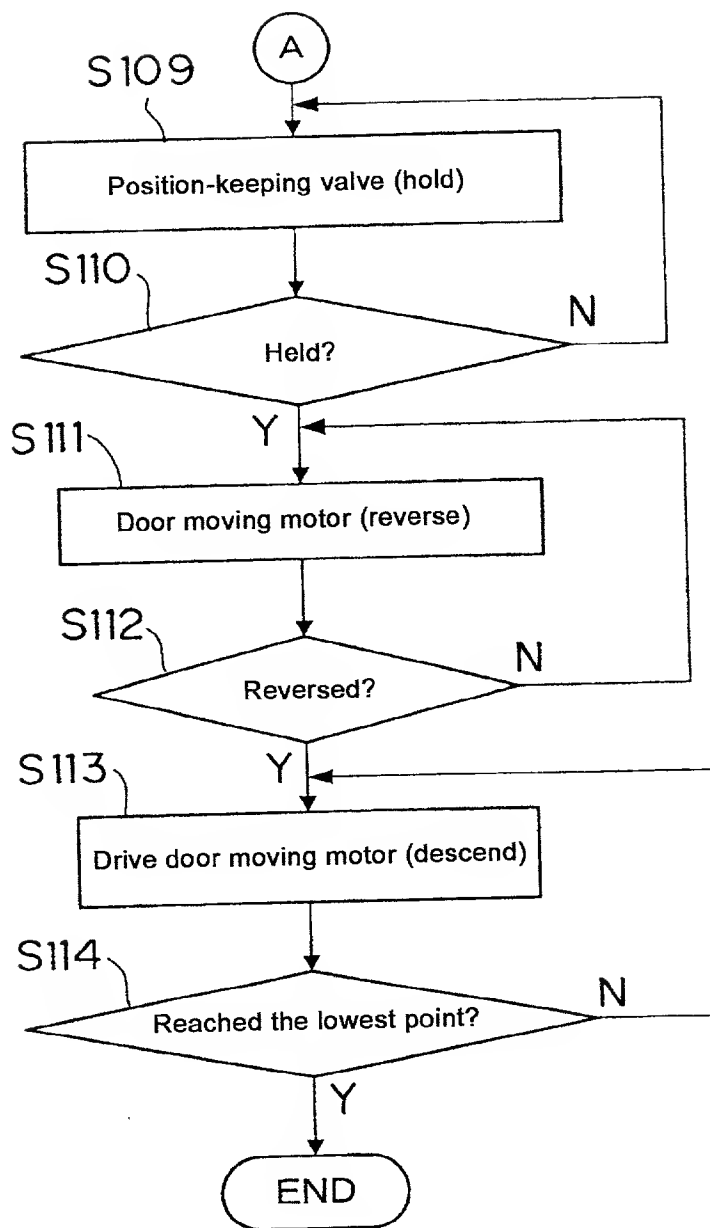 A
S109
Position-keeping valve (hold)
S110
Held?
N
Y
S111
Door moving motor (reverse)
S112
Reversed?
N
Y
S113
Drive door moving motor (descend)
S114
Reached the lowest point?
N
Y
END